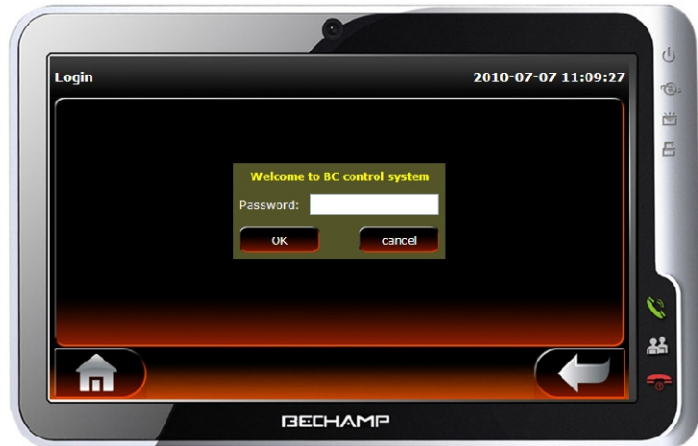 Login
2010-07-07 11:09:27
Welcome to BC control system
Password:
OK
cancel
BECHAMP